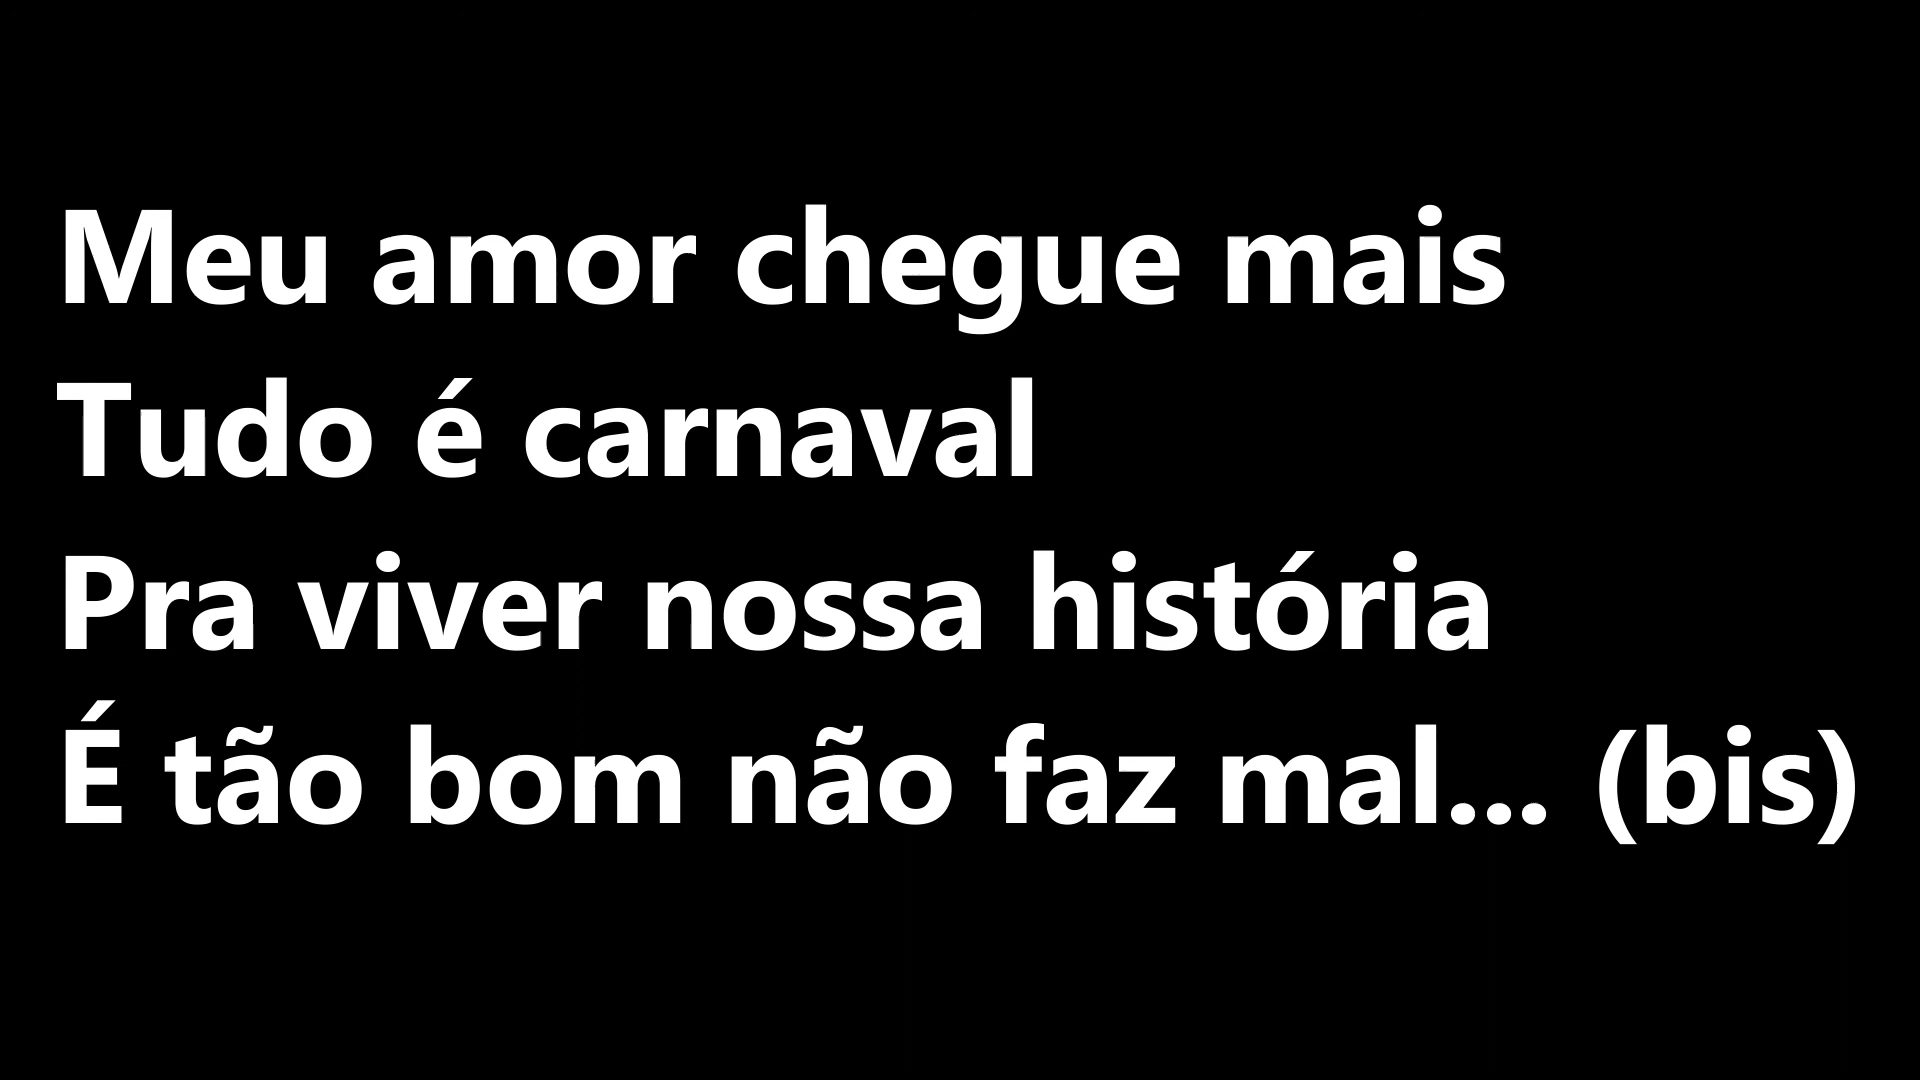 Meu amor chegue mais
Tudo é carnaval
Pra viver nossa história
É tão bom não faz mal... (bis)